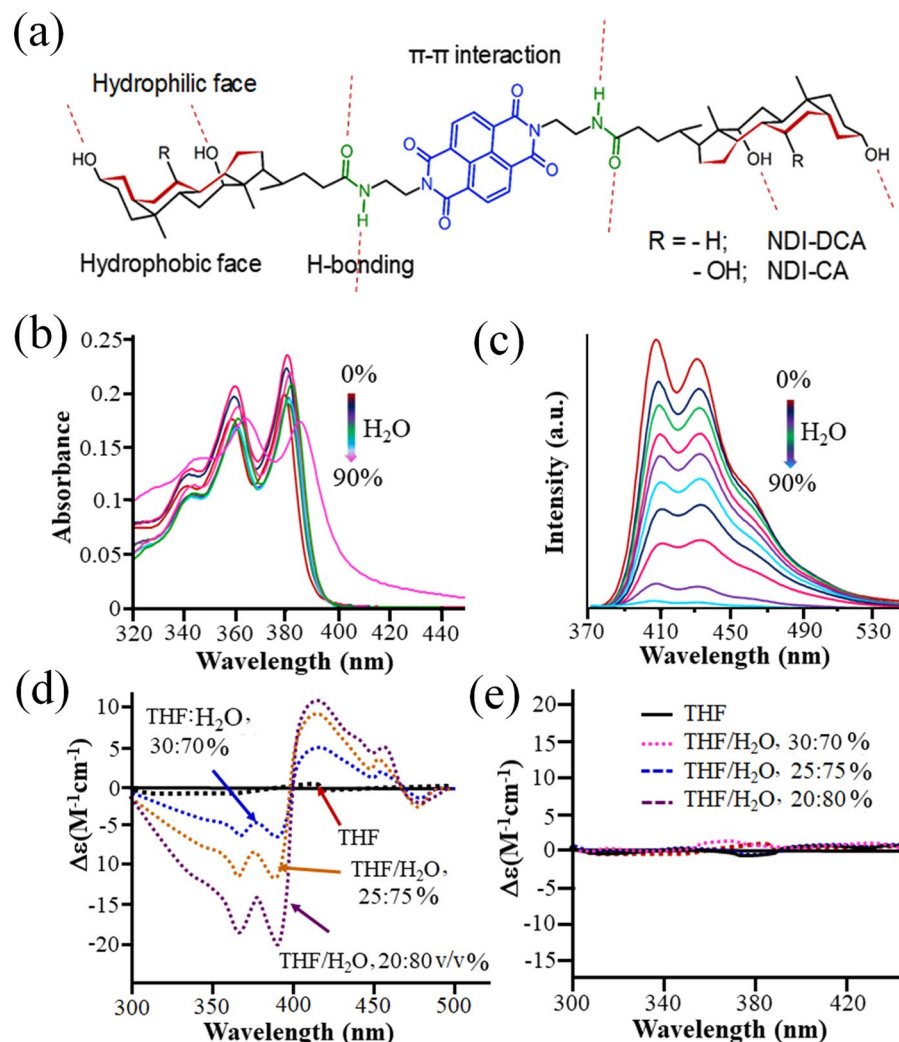 (a)
π-π interaction
Hydrophilic face
H
N
O
O
O
R
HO
HO
O
N
N
O
OH
R
OH
O
N
H
O
O
Hydrophobic face
H-bonding
R = - H; NDI-DCA
- OH; NDI-CA
(b)
0.25
0.2
0.15
0.1
0.05
0
Absorbance
0%
H₂O
90%
320 340 360 380 400 420 440
Wavelength (nm)
(c)
Intensity (a.u.)
0%
H₂O
90%
370 410 450 490 530
Wavelength (nm)
(d)
10
5
0
-5
-10
-15
-20
Δε(M⁻¹cm⁻¹)
THF:H₂O,
30:70%
THF
THF/H₂O,
25:75%
THF/H₂O, 20:80 v/v%
300 350 400 450 500
Wavelength (nm)
(e)
20
15
10
5
0
-5
-10
-15
Δε(M⁻¹cm⁻¹)
THF
THF/H₂O, 30:70 %
THF/H₂O, 25:75 %
THF/H₂O, 20:80 %
300 340 380 420
Wavelength (nm)